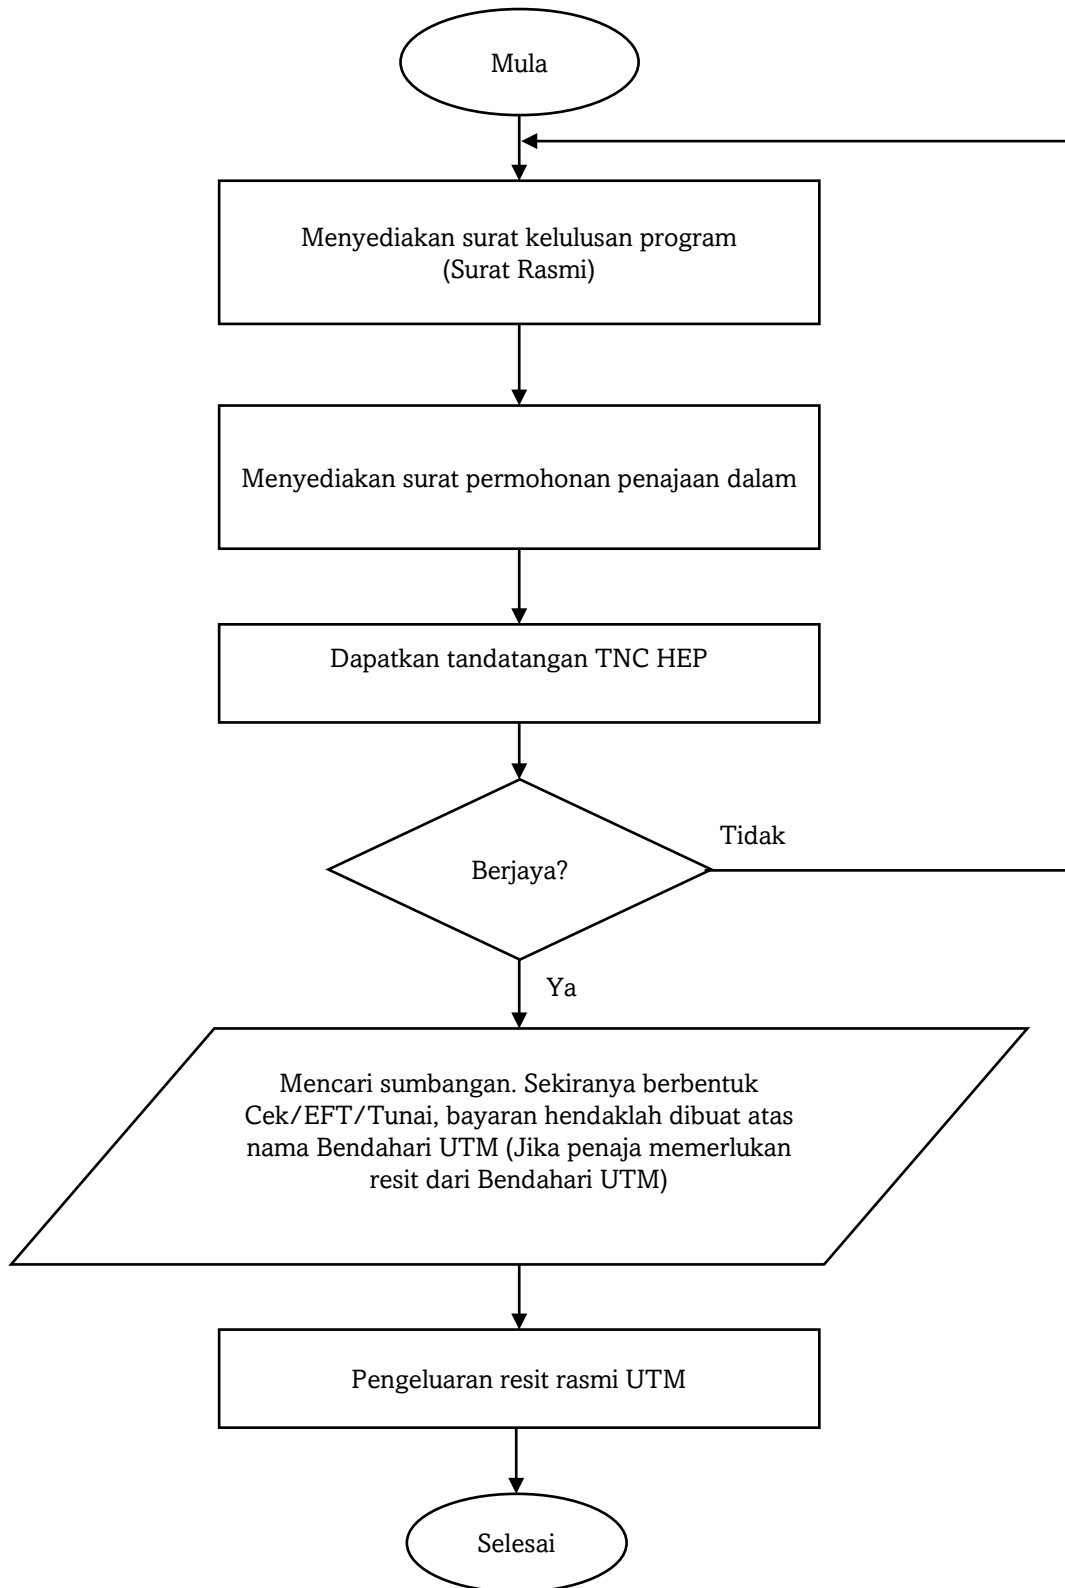 Mula
Menyediakan surat kelulusan program
(Surat Rasmi)
Menyediakan surat permohonan penajaan dalam
Dapatkan tandatangan TNC HEP
Berjaya?
Tidak
Ya
Mencari sumbangan. Sekiranya berbentuk
Cek/EFT/Tunai, bayaran hendaklah dibuat atas
nama Bendahari UTM (Jika penaja memerlukan
resit dari Bendahari UTM)
Pengeluaran resit rasmi UTM
Selesai